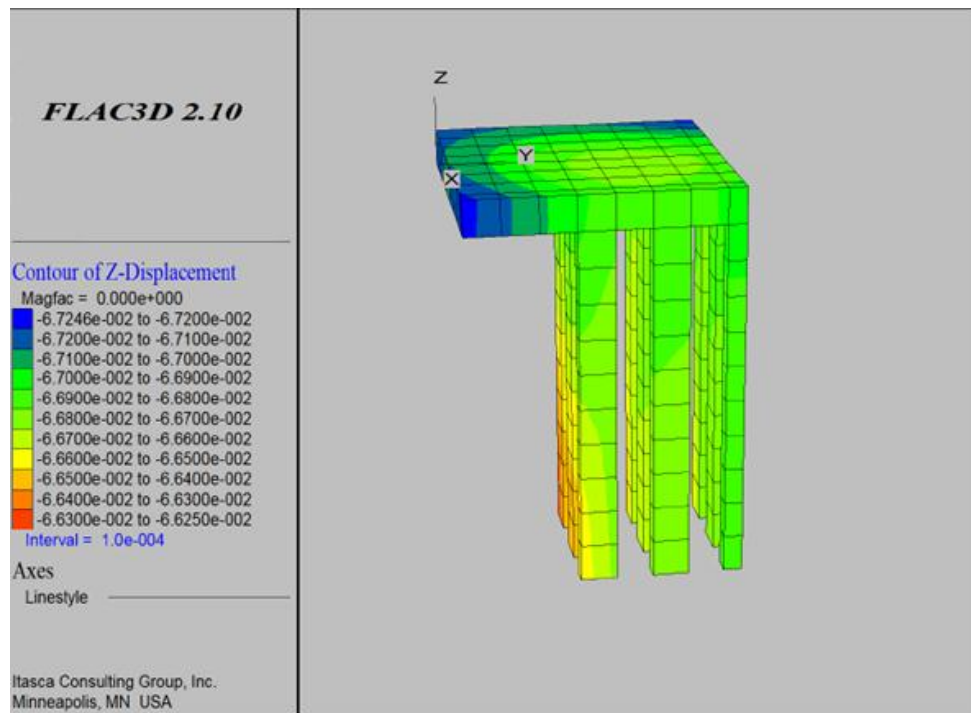 FLAC3D 2.10
Contour of Z-Displacement
Magfac = 0.000e+000
-6.7246e-002 to -6.7200e-002
-6.7200e-002 to -6.7100e-002
-6.7100e-002 to -6.7000e-002
-6.7000e-002 to -6.6900e-002
-6.6900e-002 to -6.6800e-002
-6.6800e-002 to -6.6700e-002
-6.6700e-002 to -6.6600e-002
-6.6600e-002 to -6.6500e-002
-6.6500e-002 to -6.6400e-002
-6.6400e-002 to -6.6300e-002
-6.6300e-002 to -6.6250e-002
Interval = 1.0e-004
Axes
Linestyle
Itasca Consulting Group, Inc.
Minneapolis, MN USA
Z
Y
X